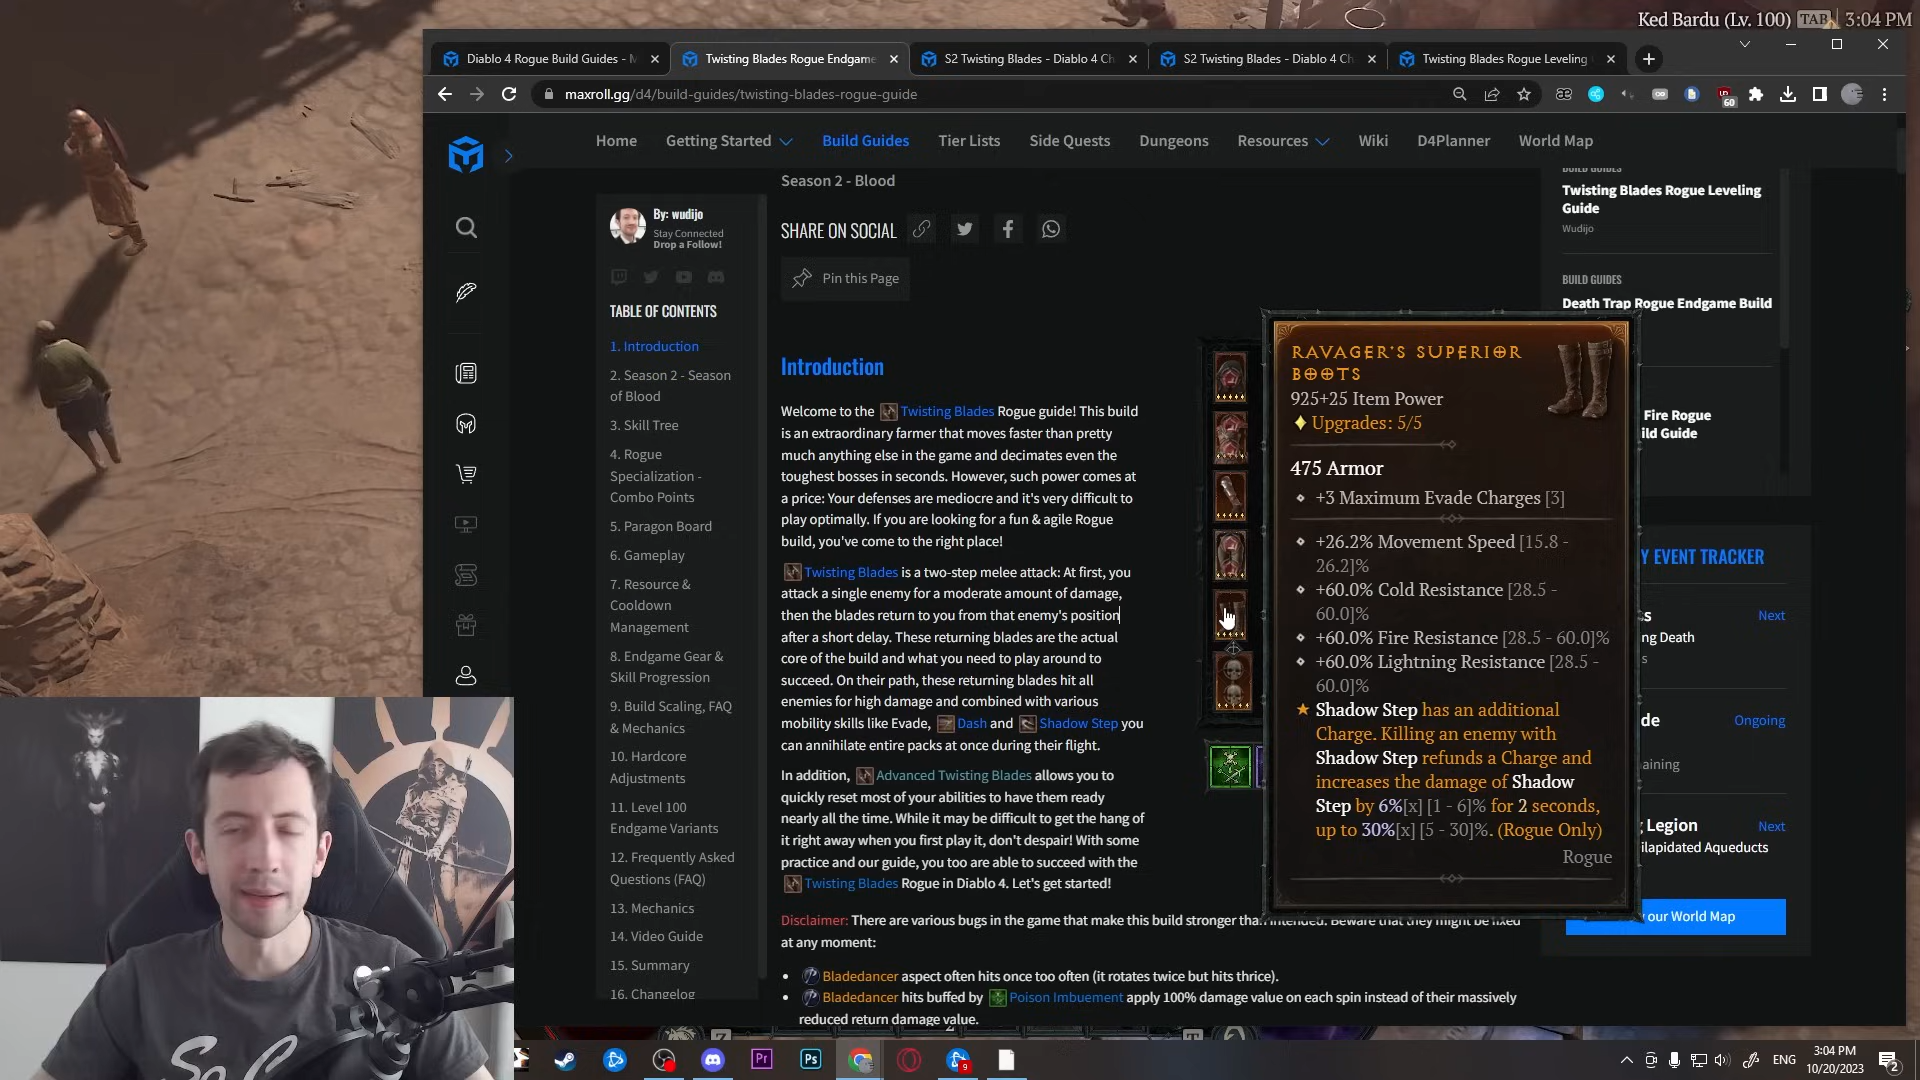 Ked Bardu (Lv. 100) TAB 3:04 PM
Diablo 4 Rogue Build Guides - M
Twisting Blades Rogue Endgame
S2 Twisting Blades - Diablo 4 Ch
S2 Twisting Blades - Diablo 4 Ch
Twisting Blades Rogue Leveling
maxroll.gg/d4/build-guides/twisting-blades-rogue-guide
60
Home
Getting Started
Build Guides
Tier Lists
Side Quests
Dungeons
Resources
Wiki
D4Planner
World Map
By: wudijo
Stay Connected
Drop a Follow!
TABLE OF CONTENTS
1. Introduction
2. Season 2 - Season
of Blood
3. Skill Tree
4. Rogue
Specialization -
Combo Points
5. Paragon Board
6. Gameplay
7. Resource &
Cooldown
Management
8. Endgame Gear &
Skill Progression
9. Build Scaling, FAQ
& Mechanics
10. Hardcore
Adjustments
11. Level 100
Endgame Variants
12. Frequently Asked
Questions (FAQ)
13. Mechanics
14. Video Guide
15. Summary
16. Changelog
Season 2 - Blood
SHARE ON SOCIAL
Pin this Page
Introduction
Welcome to the Twisting Blades Rogue guide! This build
is an extraordinary farmer that moves faster than pretty
much anything else in the game and decimates even the
toughest bosses in seconds. However, such power comes at
a price: Your defenses are mediocre and it's very difficult to
play optimally. If you are looking for a fun & agile Rogue
build, you've come to the right place!
Twisting Blades is a two-step melee attack: At first, you
attack a single enemy for a moderate amount of damage,
then the blades return to you from that enemy's position
after a short delay. These returning blades are the actual
core of the build and what you need to play around to
succeed. On their path, these returning blades hit all
enemies for high damage and combined with various
mobility skills like Evade, Dash and Shadow Step you
can annihilate entire packs at once during their flight.
In addition, Advanced Twisting Blades allows you to
quickly reset most of your abilities to have them ready
nearly all the time. While it may be difficult to get the hang of
it right away when you first play it, don't despair! With some
practice and our guide, you too are able to succeed with the
Twisting Blades Rogue in Diablo 4. Let's get started!
Disclaimer: There are various bugs in the game that make this build stronger than intended. Beware that they might be fixed
at any moment:
• Bladedancer aspect often hits once too often (it rotates twice but hits thrice).
• Bladedancer hits buffed by Poison Imbuement apply 100% damage value on each spin instead of their massively
reduced return damage value.
RAVAGER'S SUPERIOR
BOOTS
925+25 Item Power
Upgrades: 5/5
475 Armor
+3 Maximum Evade Charges [3]
+26.2% Movement Speed [15.8 -
26.2]%
+60.0% Cold Resistance [28.5 -
60.0]%
+60.0% Fire Resistance [28.5 - 60.0]%
+60.0% Lightning Resistance [28.5 -
60.0]%
Shadow Step has an additional
Charge. Killing an enemy with
Shadow Step refunds a Charge and
increases the damage of Shadow
Step by 6%[x] [1 - 6]% for 2 seconds,
up to 30%[x] [5 - 30]%. (Rogue Only)
Rogue
BUILD GUIDES
Twisting Blades Rogue Leveling
Guide
Wudijo
BUILD GUIDES
Death Trap Rogue Endgame Build
Fire Rogue
ild Guide
Y EVENT TRACKER
s Next
ng Death
s
de Ongoing
aining
g Legion Next
ilapidated Aqueducts
our World Map
Z
T
Pr
Ps
9
ENG
3:04 PM
10/20/2023
2